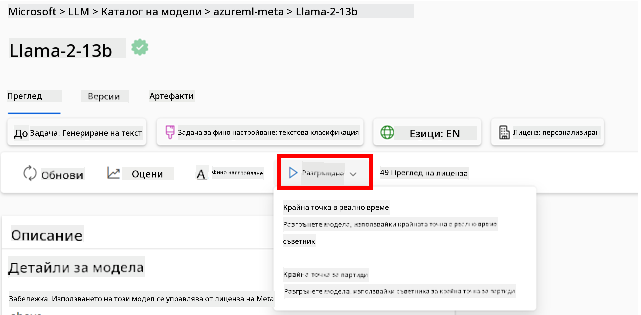 Microsoft > LLM > Каталог на модели > azureml-meta > Llama-2-13b
Llama-2-13b
Преглед Версии Артефакти
До Задача: Генериране на текст Задача за фино настройване: текстова класификация Езици: EN Лиценз: персонализиран
Обнови Оцени Фино настройване Разгръщане 49 Преглед на лиценза
Крайна точка в реално време
Разгърнете модела, използвайки крайната точка в реално време
съветник
Крайна точка за партиди
Разгърнете модела, използвайки съветника за крайна точка за партиди
Описание
Детайли за модела
Забележка: Използването на този модел се управлява от лиценза на Meta